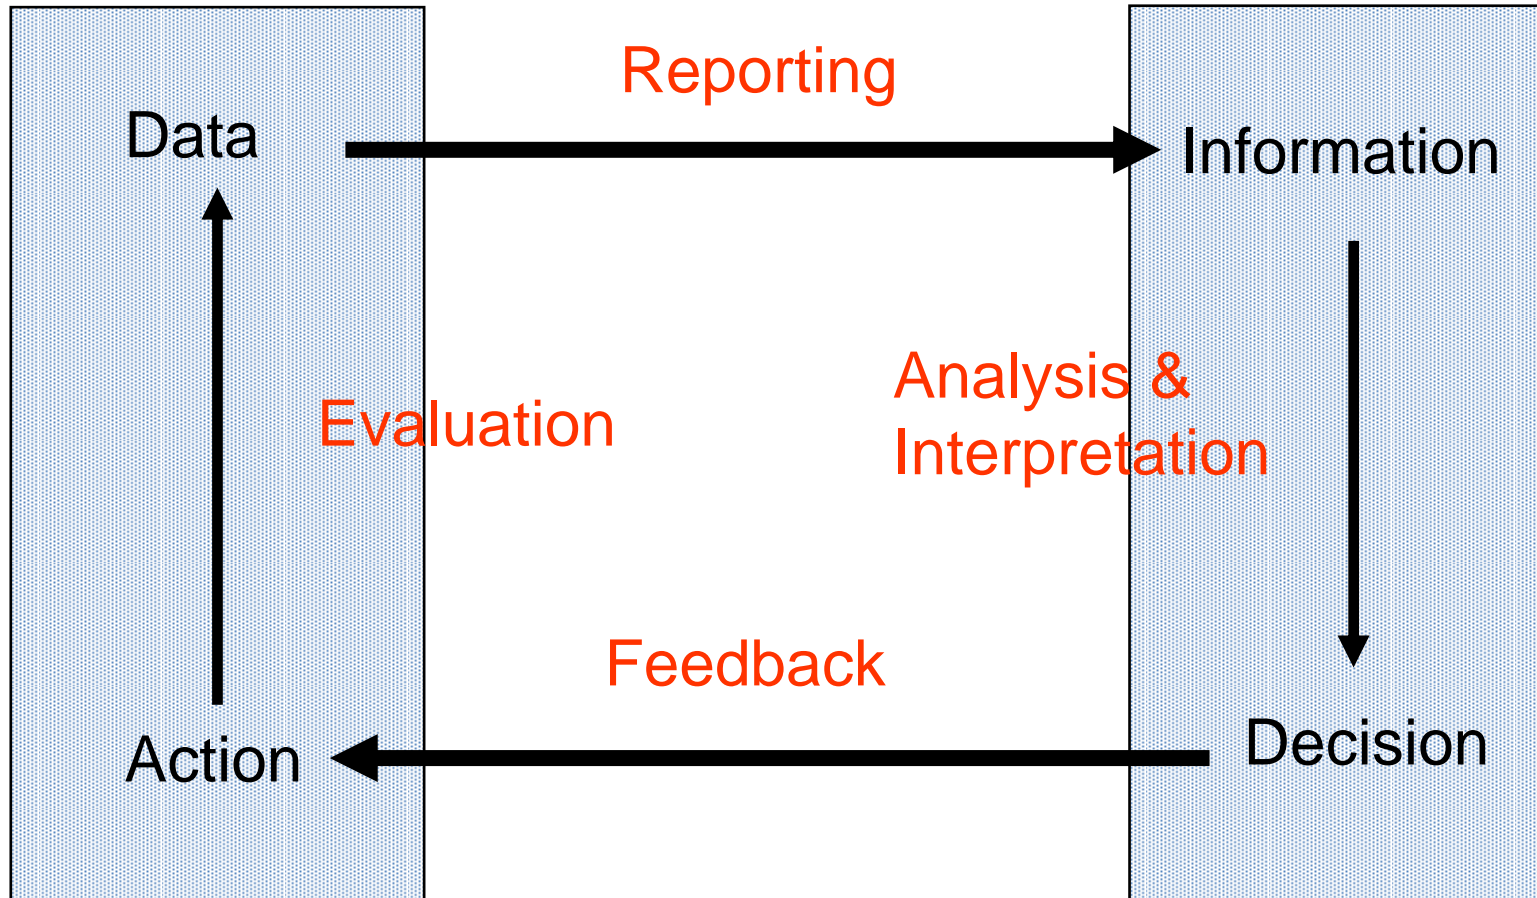 Reporting
Data
Information
Evaluation
Analysis &
Interpretation
Feedback
Action
Decision